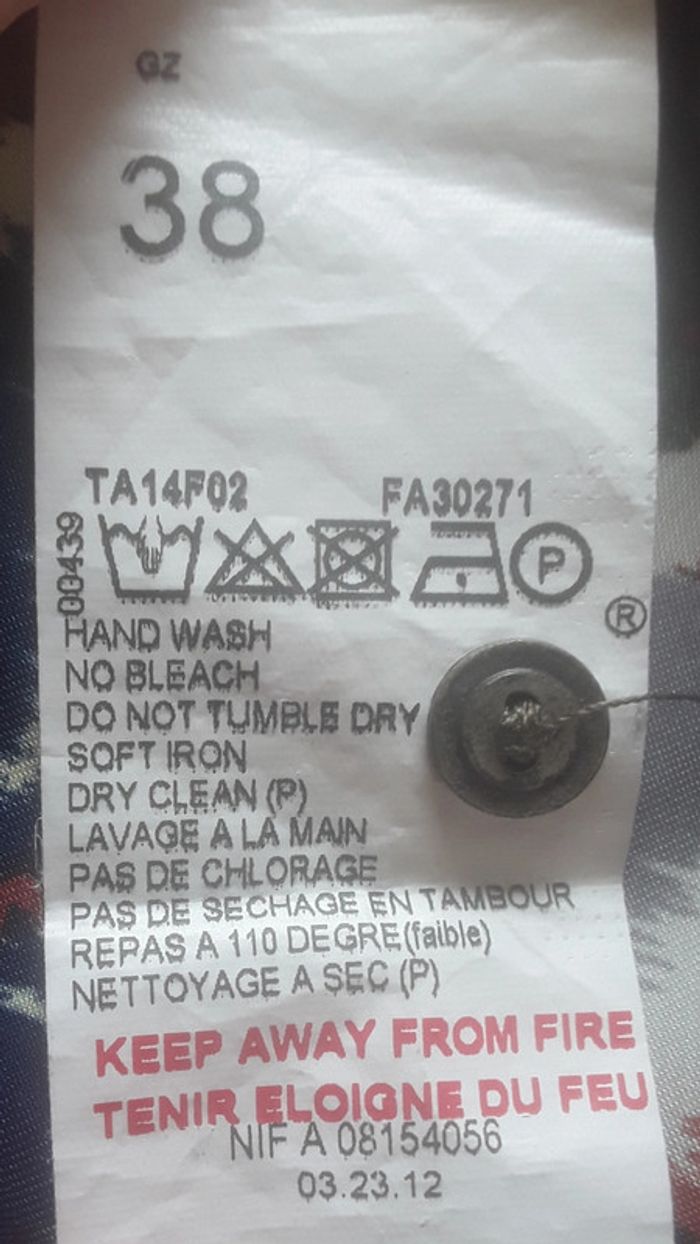 GZ
38
TA14F02 FA30271
00439
P
®
HAND WASH
NO BLEACH
DO NOT TUMBLE DRY
SOFT IRON
DRY CLEAN (P)
LAVAGE A LA MAIN
PAS DE CHLORAGE
PAS DE SECHAGE EN TAMBOUR
REPAS A 110 DEGRE(faible)
NETTOYAGE A SEC (P)
KEEP AWAY FROM FIRE
TENIR ELOIGNE DU FEU
NIF A 08154056
03.23.12